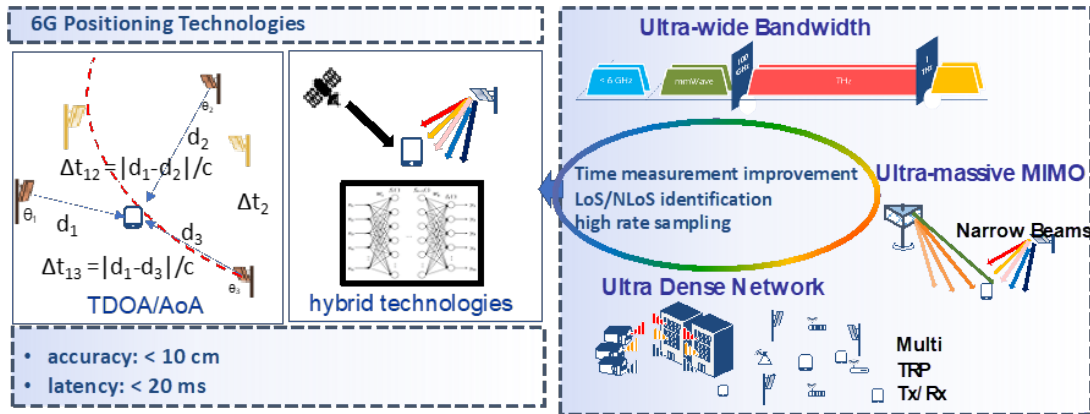 6G Positioning Technologies
θ2
d2
Δt12 =|d1-d2|/c
θ1
d1
Δt2
d3
Δt13 =|d1-d3|/c
θ3
TDOA/AoA
hybrid technologies
• accuracy: < 10 cm
• latency: < 20 ms
Ultra-wide Bandwidth
< 6 GHz
mmWave
100 GHz
THz
1 THz
Time measurement improvement
LoS/NLoS identification
high rate sampling
Ultra-massive MIMO
Narrow Beams
Ultra Dense Network
Multi
TRP
Tx/ Rx